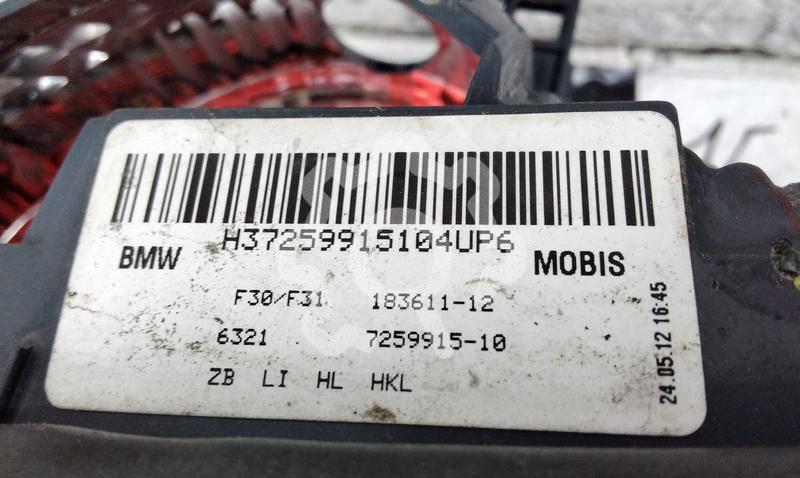 H37259915104UP6
BMW MOBIS
F30/F31 183611-12
6321 7259915-10
ZB LI HL HKL
24.05.12 16:45